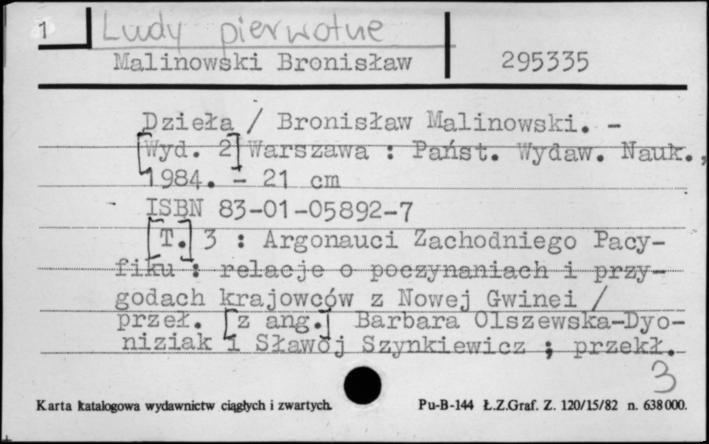 1 Ludy pierwotne
Malinowski Bronisław 295335
Dzieła / Bronisław Malinowski. -
[Wyd. 2] Warszawa : Państ. Wydaw. Nauk.,
1984. - 21 cm
ISBN 83-01-05892-7
[T.] 3 : Argonauci Zachodniego Pacy-
fiku : relacje o poczynaniach i przy-
godach krajowców z Nowej Gwinei /
przeł. [z ang.] Barbara Olszewska-Dyo-
niziak i Sławoj Szynkiewicz ; przekł.
3
Karta katalogowa wydawnictw ciągłych i zwartych. Pu-B-144 Ł.Z.Graf. Z. 120/15/82 n. 638000.